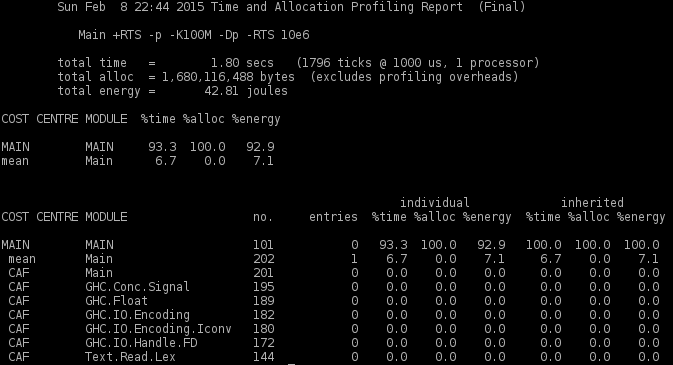 Sun Feb  8 22:44 2015 Time and Allocation Profiling Report  (Final)
Main +RTS -p -K100M -Dp -RTS 10e6
total time   =        1.80 secs   (1796 ticks @ 1000 us, 1 processor)
total alloc  = 1,680,116,488 bytes  (excludes profiling overheads)
total energy =       42.81 joules
COST CENTRE MODULE  %time %alloc %energy
MAIN        MAIN     93.3  100.0   92.9
mean        Main      6.7    0.0    7.1
individual        inherited
COST CENTRE MODULE                no.     entries  %time %alloc %energy  %time %alloc %energy
MAIN        MAIN                  101           0   93.3  100.0   92.9   100.0  100.0  100.0
mean       Main                  202           1    6.7    0.0    7.1     6.7    0.0    7.1
CAF        Main                  201           0    0.0    0.0    0.0     0.0    0.0    0.0
CAF        GHC.Conc.Signal       195           0    0.0    0.0    0.0     0.0    0.0    0.0
CAF        GHC.Float             189           0    0.0    0.0    0.0     0.0    0.0    0.0
CAF        GHC.IO.Encoding       182           0    0.0    0.0    0.0     0.0    0.0    0.0
CAF        GHC.IO.Encoding.Iconv 180           0    0.0    0.0    0.0     0.0    0.0    0.0
CAF        GHC.IO.Handle.FD      172           0    0.0    0.0    0.0     0.0    0.0    0.0
CAF        Text.Read.Lex         144           0    0.0    0.0    0.0     0.0    0.0    0.0